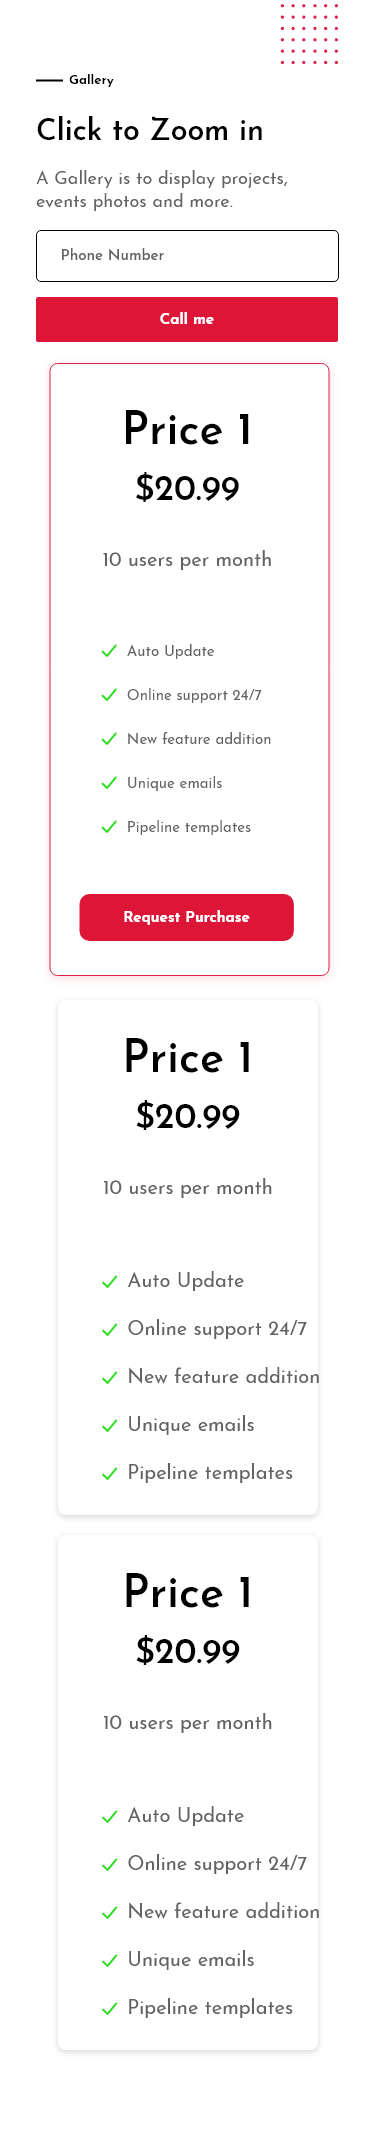 Gallery
Click to Zoom in
A Gallery is to display projects,
events photos and more.
Phone Number
Call me
Price 1
$20.99
10 users per month
Auto Update
Online support 24/7
New feature addition
Unique emails
Pipeline templates
Request Purchase
Price 1
$20.99
10 users per month
Auto Update
Online support 24/7
New feature addition
Unique emails
Pipeline templates
Price 1
$20.99
10 users per month
Auto Update
Online support 24/7
New feature addition
Unique emails
Pipeline templates